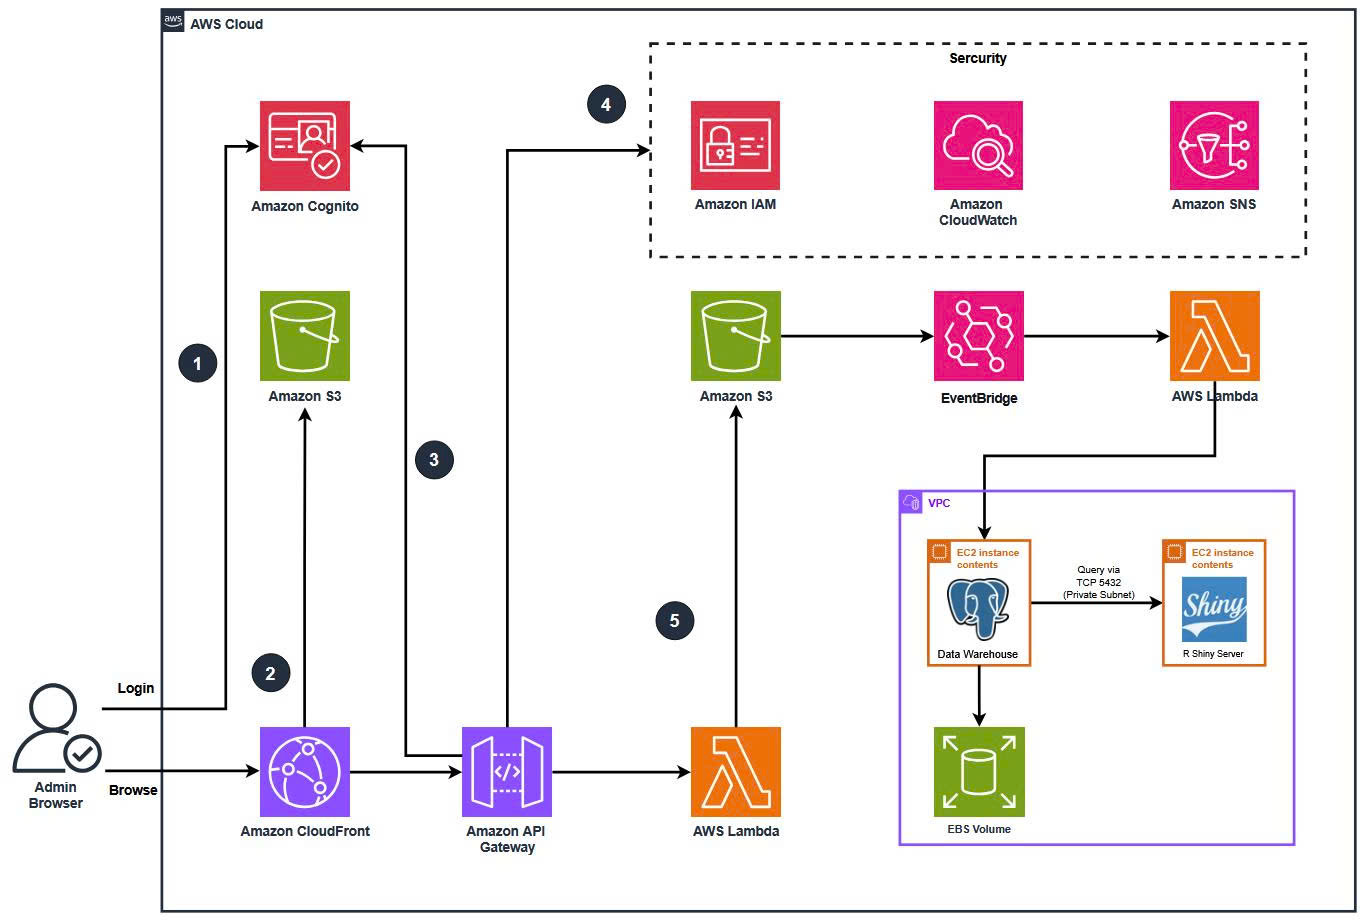 aws
AWS Cloud
Sercurity
4
Amazon Cognito
Amazon IAM
Amazon
CloudWatch
Amazon SNS
1
Amazon S3
Amazon S3
EventBridge
AWS Lambda
3
VPC
EC2 instance
contents
Data Warehouse
Query via
TCP 5432
(Private Subnet)
EC2 instance
contents
Shiny
R Shiny Server
5
2
Login
Admin
Browser
Browse
Amazon CloudFront
</>
Amazon API
Gateway
AWS Lambda
EBS Volume